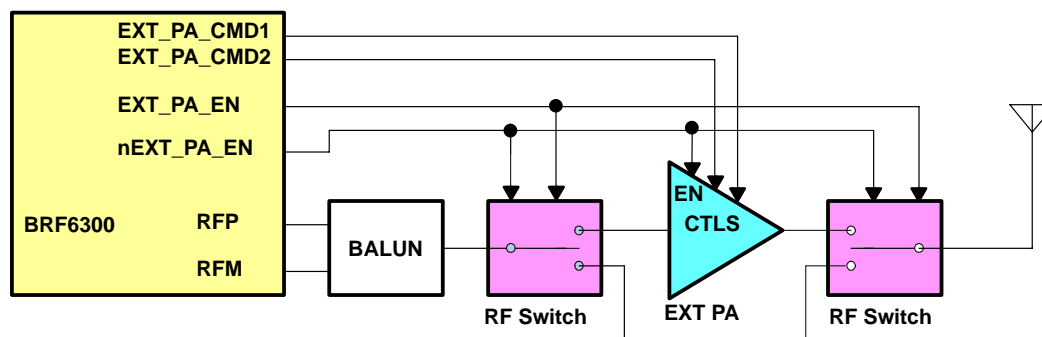 EXT_PA_CMD1
EXT_PA_CMD2
EXT_PA_EN
nEXT_PA_EN
BRF6300
RFP
RFM
BALUN
EN
CTLS
RF Switch
EXT PA
RF Switch